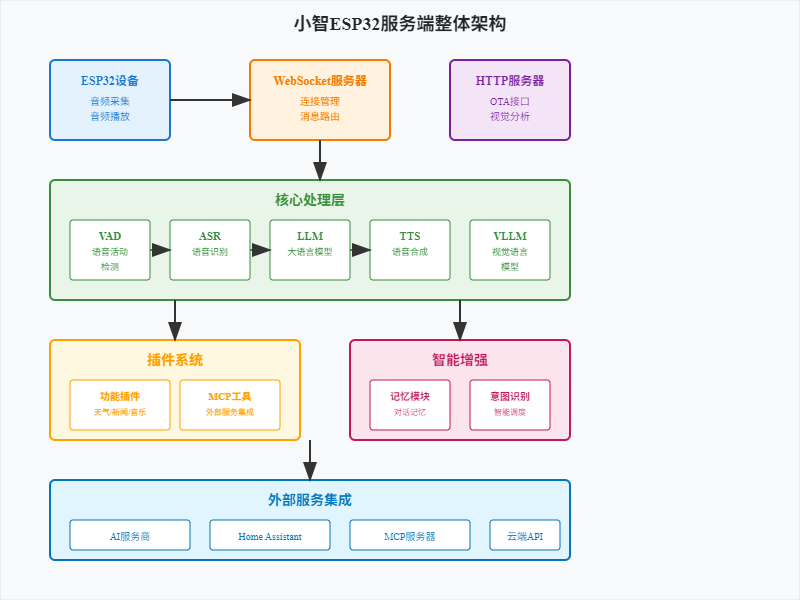 小智ESP32服务端整体架构
ESP32设备
音频采集
音频播放
WebSocket服务器
连接管理
消息路由
HTTP服务器
OTA接口
视觉分析
核心处理层
VAD
语音活动
检测
ASR
语音识别
LLM
大语言模型
TTS
语音合成
VLLM
视觉语言
模型
插件系统
功能插件
天气/新闻/音乐
MCP工具
外部服务集成
智能增强
记忆模块
对话记忆
意图识别
智能调度
外部服务集成
AI服务商
Home Assistant
MCP服务器
云端API